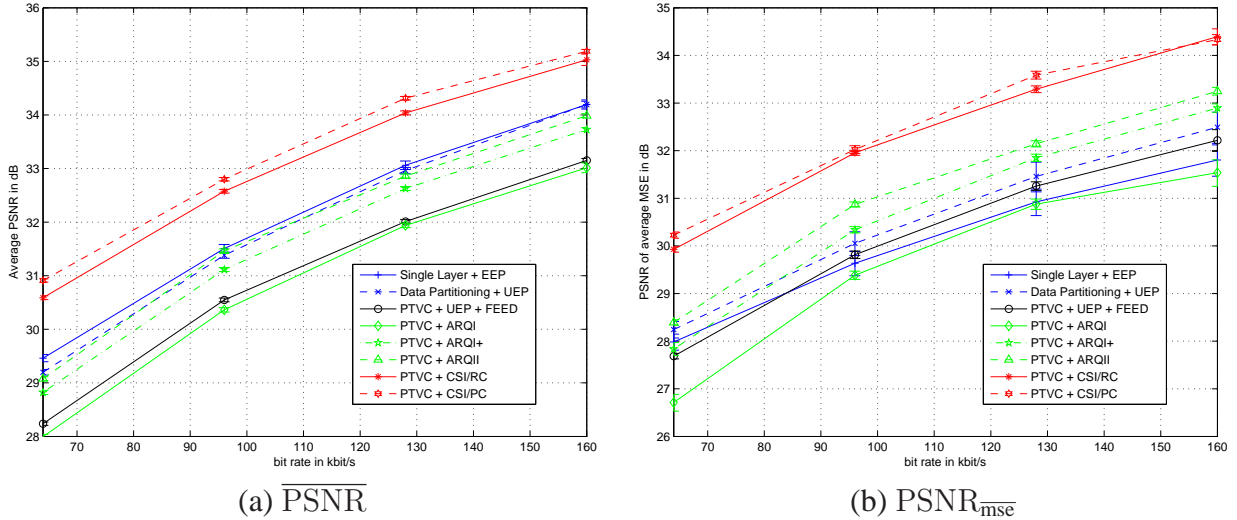 36
35
34
33
32
31
30
29
28
70
80
90
100
110
120
130
140
150
160
bit rate in kbit/s
Average PSNR in dB
Single Layer + EEP
Data Partitioning + UEP
PTVC + UEP + FEED
PTVC + ARQI
PTVC + ARQI+
PTVC + ARQII
PTVC + CSI/RC
PTVC + CSI/PC
(a) PSNR
35
34
33
32
31
30
29
28
27
26
70
80
90
100
110
120
130
140
150
160
bit rate in kbit/s
PSNR of average MSE in dB
Single Layer + EEP
Data Partitioning + UEP
PTVC + UEP + FEED
PTVC + ARQI
PTVC + ARQI+
PTVC + ARQII
PTVC + CSI/RC
PTVC + CSI/PC
(b) PSNR mse